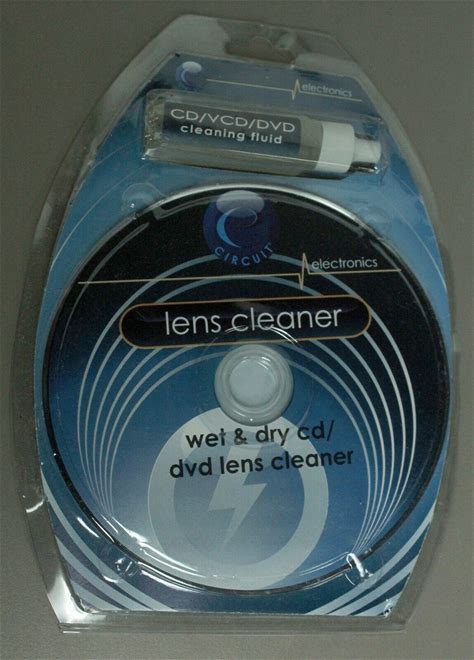 electronics
CD/VCD/DVD
cleaning fluid
CIRCUIT
electronics
lens cleaner
wet & dry cd/
dvd lens cleaner